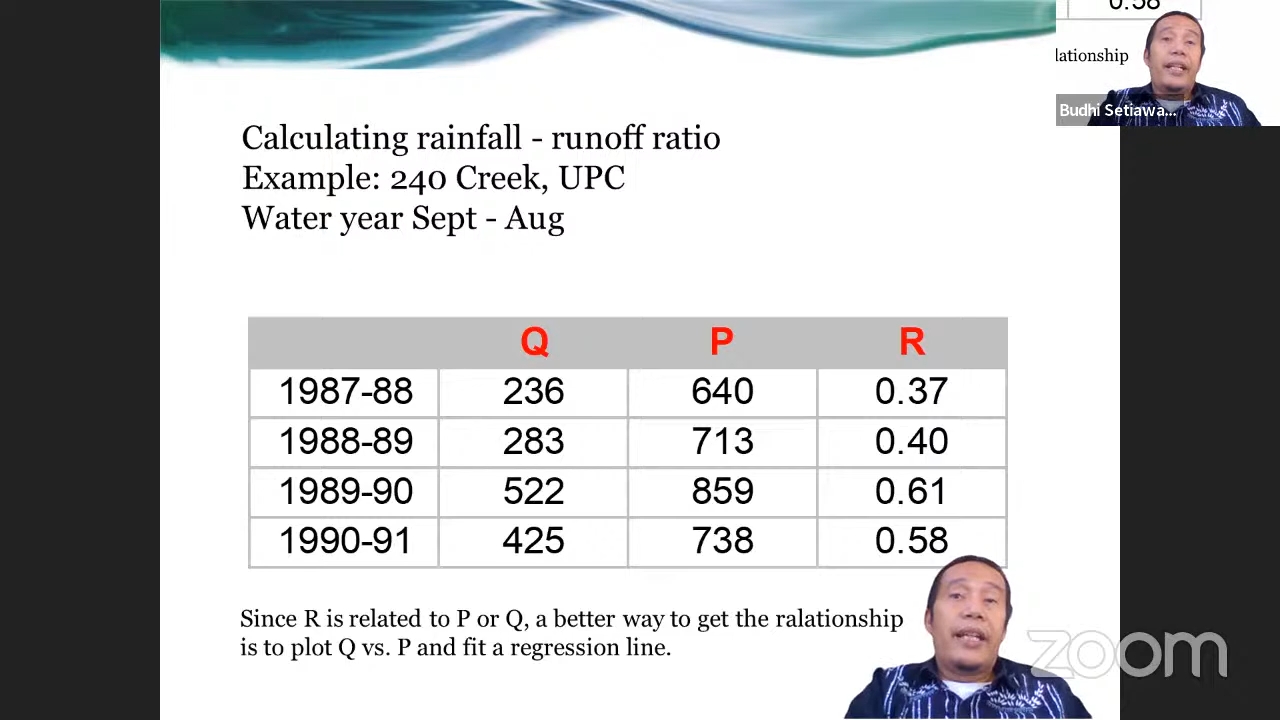 0.58
lationship
Budhi Setiawa...
Calculating rainfall - runoff ratio
Example: 240 Creek, UPC
Water year Sept - Aug
Q P R
1987-88 236 640 0.37
1988-89 283 713 0.40
1989-90 522 859 0.61
1990-91 425 738 0.58
Since R is related to P or Q, a better way to get the ralationship
is to plot Q vs. P and fit a regression line.
zoom